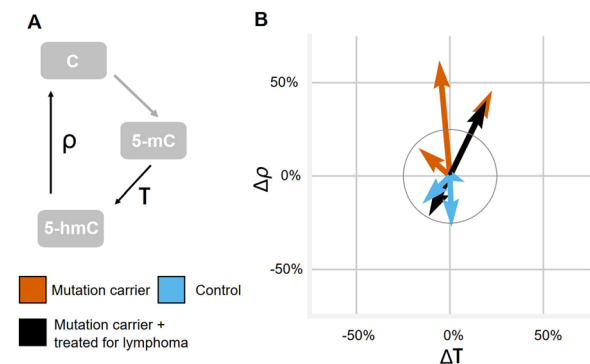 A
B
C
ρ
5-mC
T
5-hmC
Mutation carrier
Control
Mutation carrier +
treated for lymphoma
Δρ
50%
0%
-50%
-50%
0%
50%
ΔT